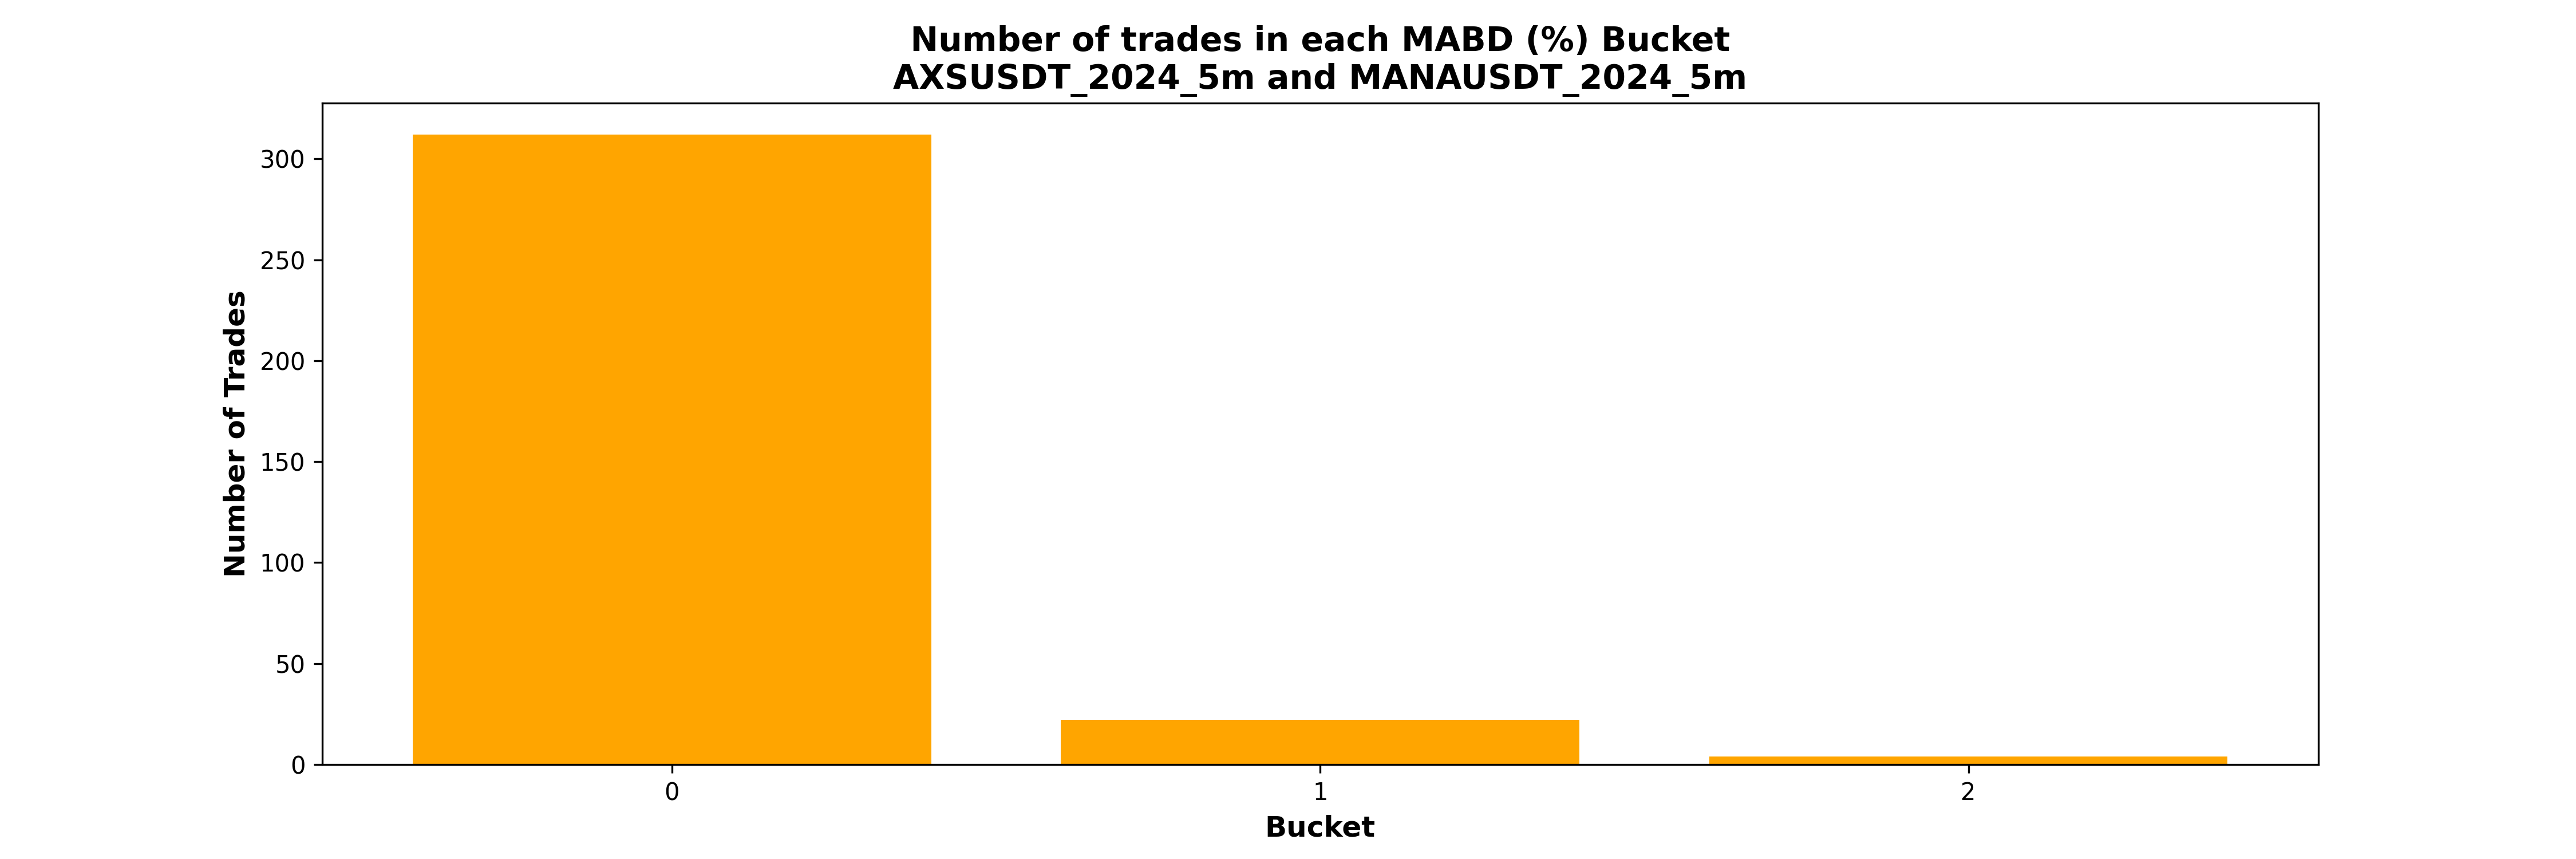 Number of trades in each MABD (%) Bucket
AXSUSDT_2024_5m and MANAUSDT_2024_5m
Number of Trades
300
250
200
150
100
50
0
0
1
2
Bucket